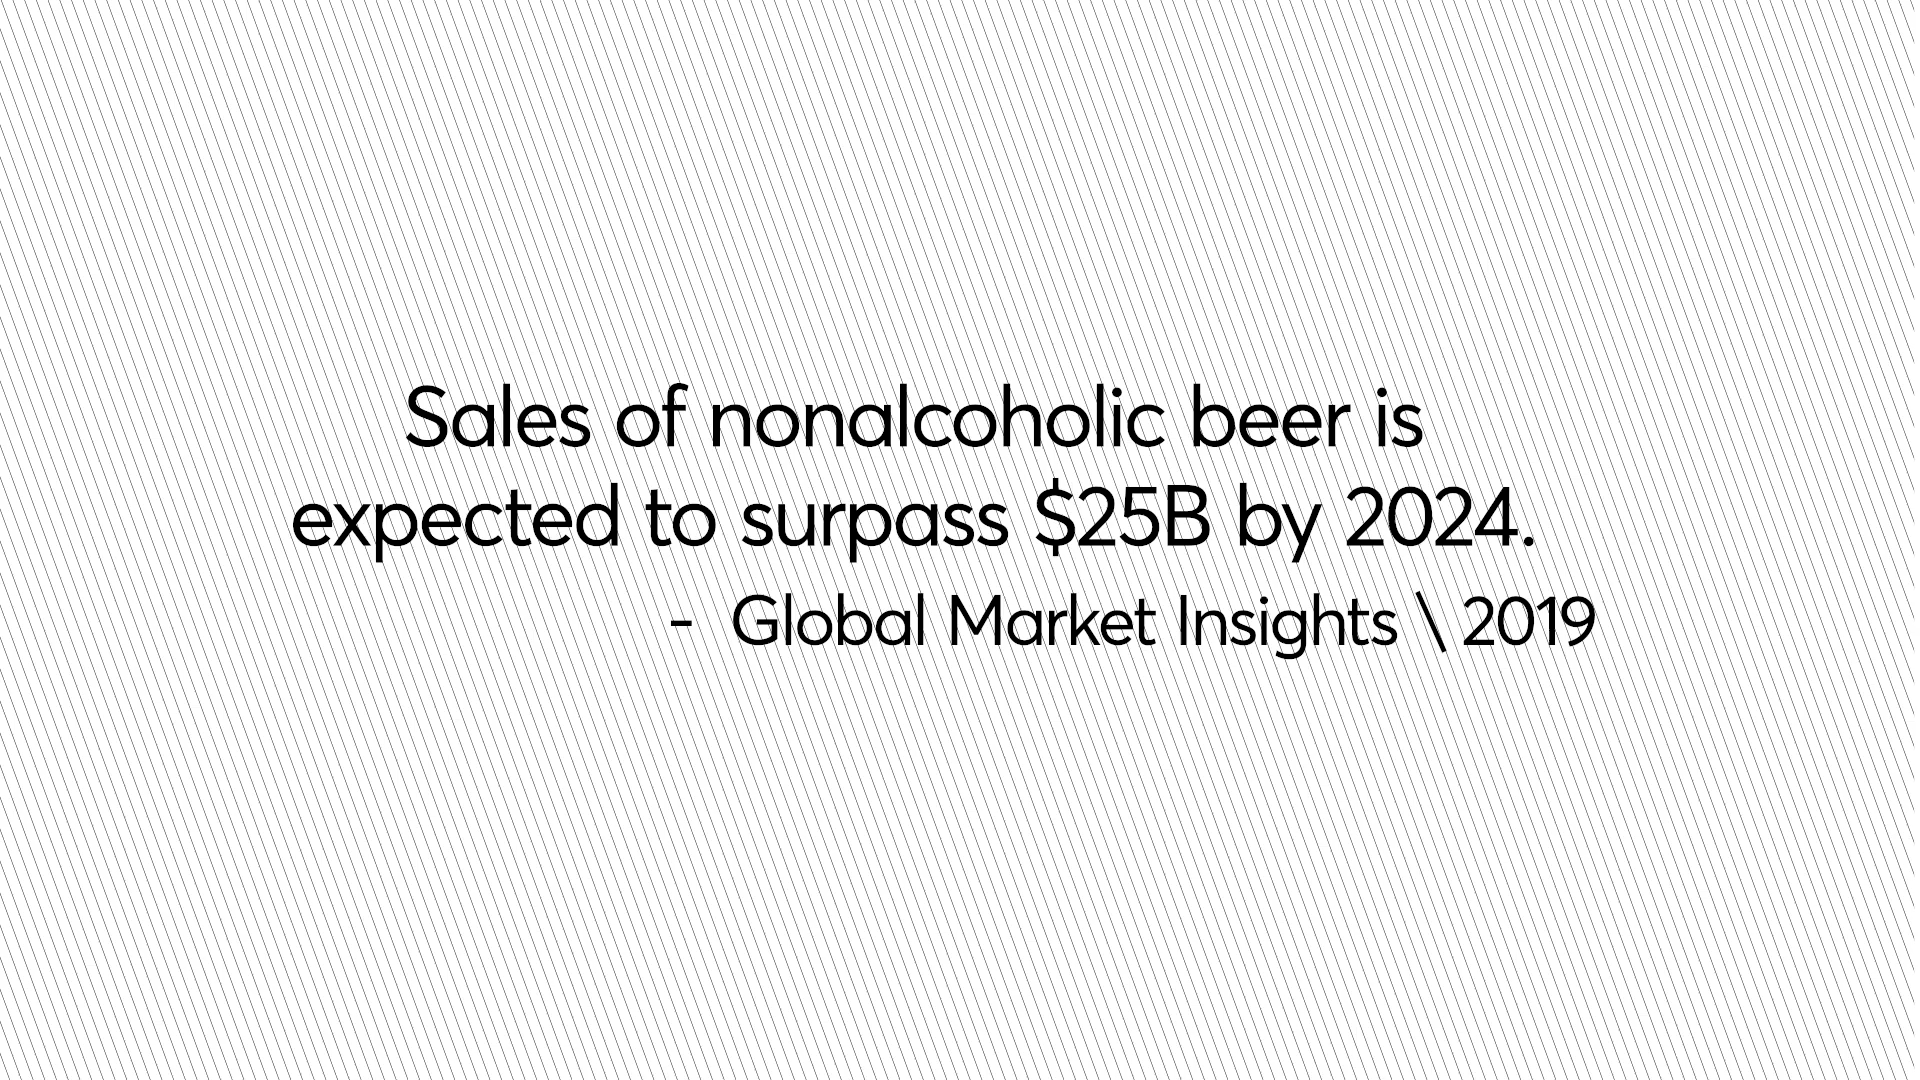 Sales of nonalcoholic beer is
expected to surpass $25B by 2024.
- Global Market Insights \ 2019